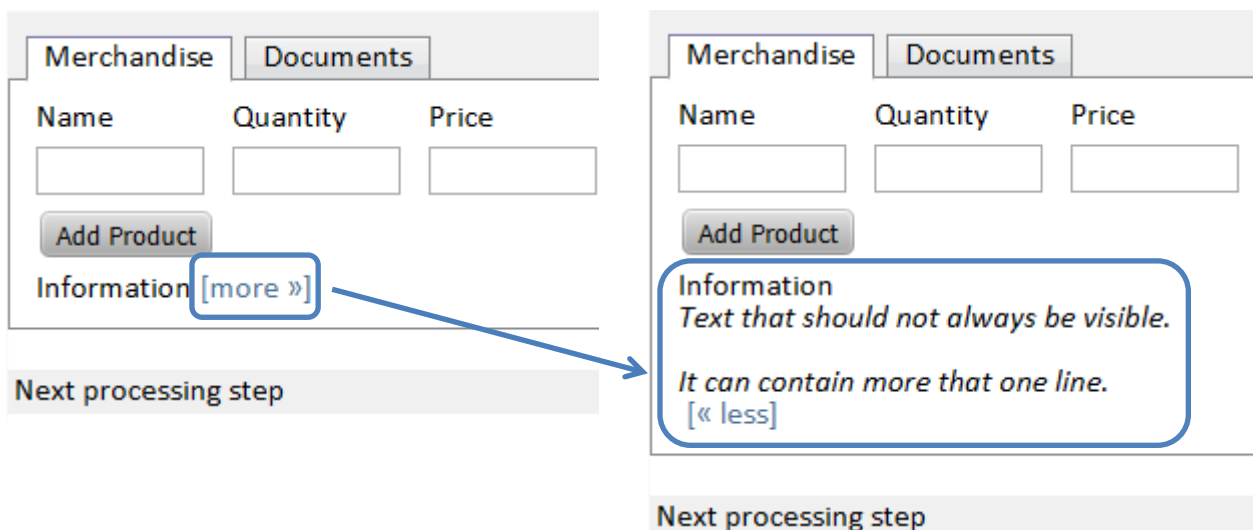 Merchandise Documents
Name Quantity Price
Add Product
Information [more »]
Next processing step
Merchandise Documents
Name Quantity Price
Add Product
Information
Text that should not always be visible.
It can contain more that one line.
[« less]
Next processing step